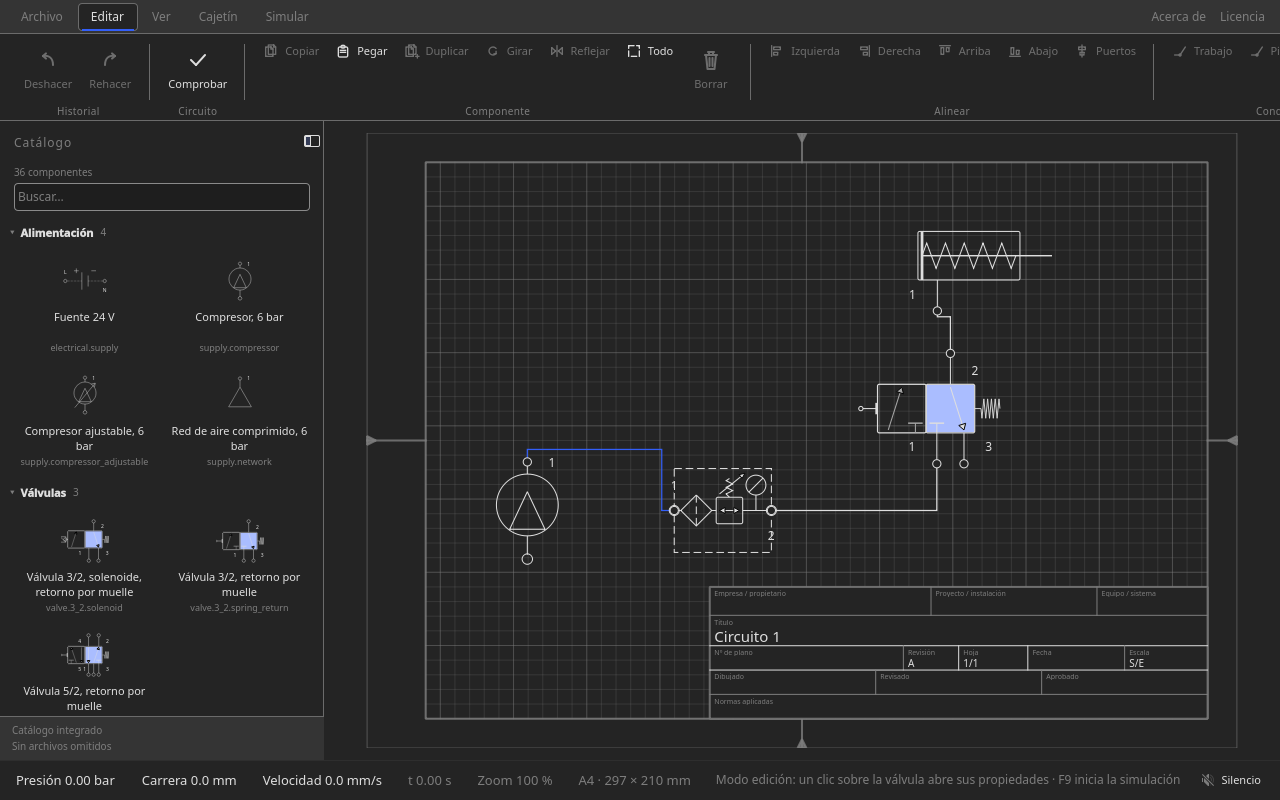 Archivo
Editar
Ver
Cajetín
Simular
Acerca de
Licencia
Deshacer
Rehacer
Historial
Comprobar
Circuito
Copiar
Pegar
Duplicar
Girar
Reflejar
Todo
Borrar
Componente
Izquierda
Derecha
Arriba
Abajo
Puertos
Alinear
Trabajo
Catálogo
36 componentes
Buscar...
Alimentación 4
Fuente 24 V
electrical.supply
Compresor, 6 bar
supply.compressor
Compresor ajustable, 6
bar
supply.compressor_adjustable
Red de aire comprimido, 6
bar
supply.network
Válvulas 3
Válvula 3/2, solenoide,
retorno por muelle
valve.3_2.solenoid
Válvula 3/2, retorno por
muelle
valve.3_2.spring_return
Válvula 5/2, retorno por
muelle
Catálogo integrado
Sin archivos omitidos
1
2
1
3
1
1
2
Empresa / propietario
Proyecto / instalación
Equipo / sistema
Título
Circuito 1
Nº de plano
Revisión
A
Hoja
1/1
Fecha
Escala
S/E
Dibujado
Revisado
Aprobado
Normas aplicadas
Presión 0.00 bar
Carrera 0.0 mm
Velocidad 0.0 mm/s
t 0.00 s
Zoom 100 %
A4 · 297 × 210 mm
Modo edición: un clic sobre la válvula abre sus propiedades · F9 inicia la simulación
Silencio